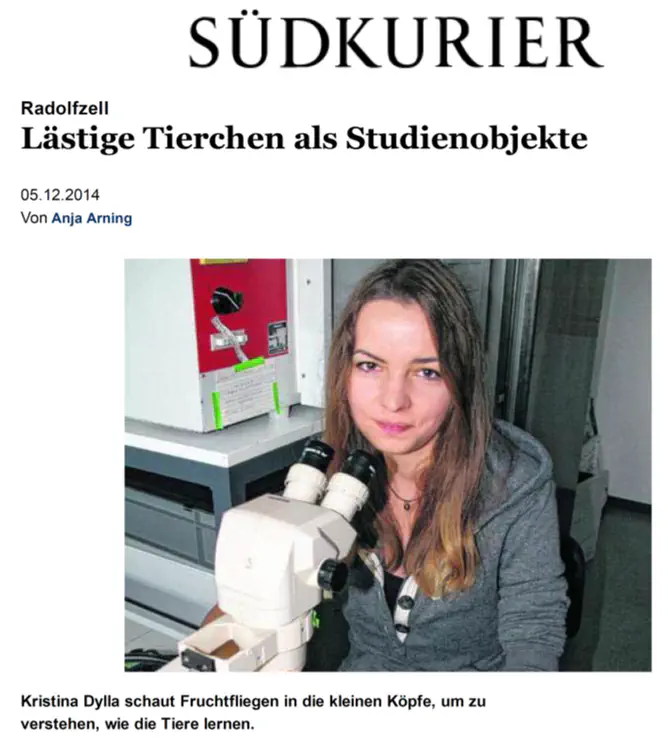 SÜDKURIER
Radolfzell
Lästige Tierchen als Studienobjekte
05.12.2014
Von Anja Arning
Kristina Dylla schaut Fruchtfliegen in die kleinen Köpfe, um zu
verstehen, wie die Tiere lernen.